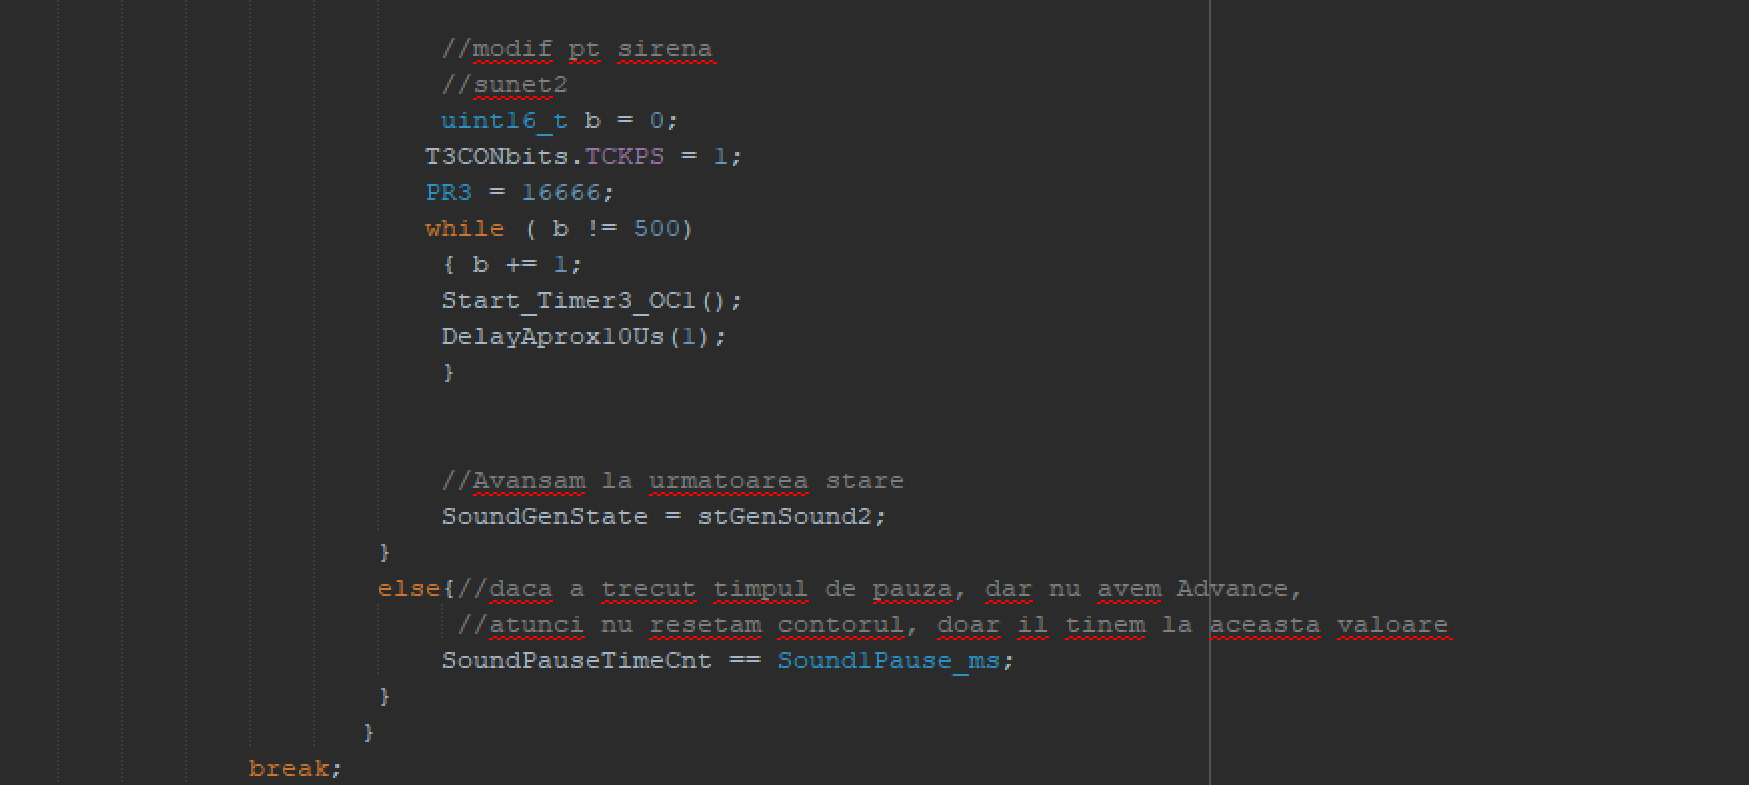 //modif pt sirena
//sunet2
uint16_t b = 0;
T3CONbits.TCKPS = 1;
PR3 = 16666;
while ( b != 500)
{ b += 1;
Start_Timer3_OC1();
DelayAprox10Us(1);
}
//Avansam la urmatoarea stare
SoundGenState = stGenSound2;
}
else{//daca a trecut timpul de pauza, dar nu avem Advance,
//atunci nu resetam contorul, doar il tinem la aceasta valoare
SoundPauseTimeCnt == Sound1Pause_ms;
}
}
break;